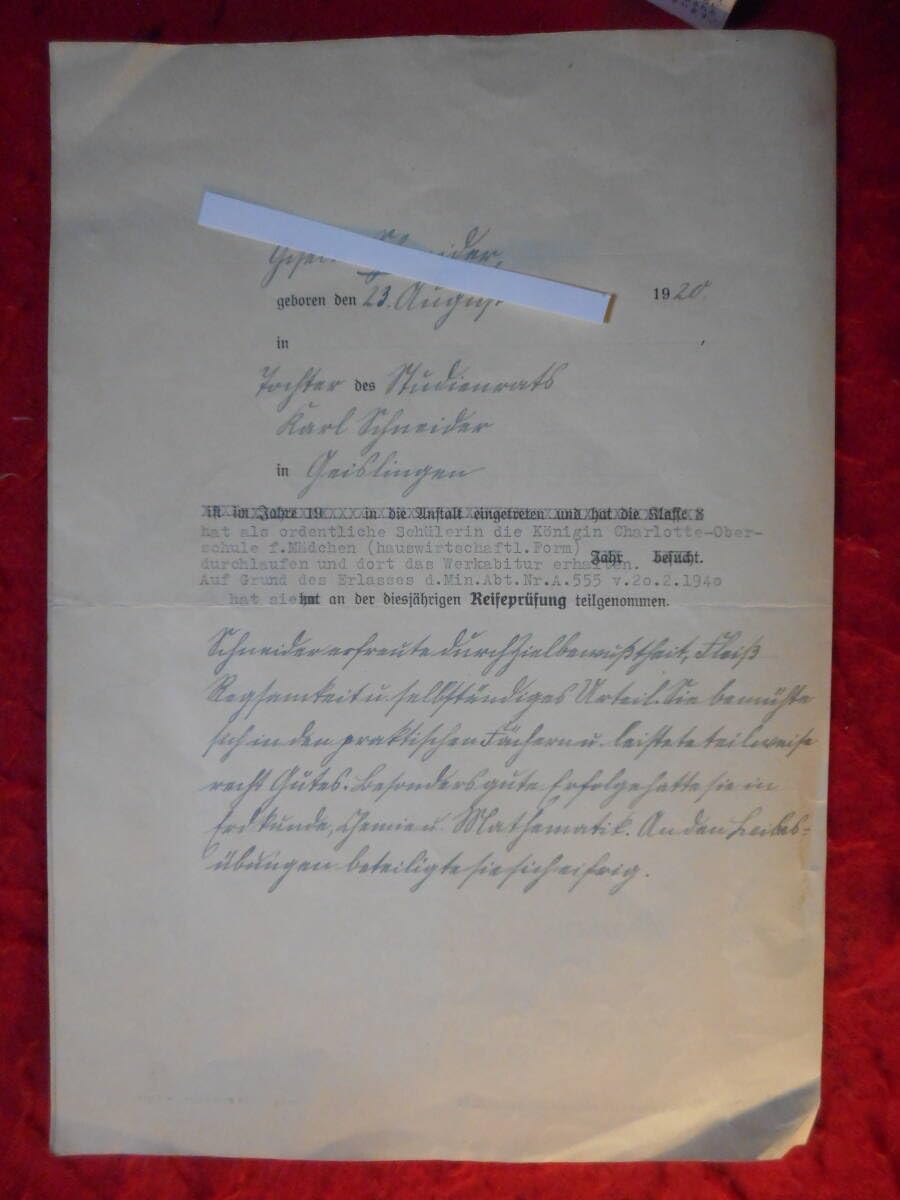 Schneider,
geboren den 23. August 1920.
in
Tochter des Studienrats
Karl Schneider
in Geislingen
ist im Jahre 19 in die Anstalt eingetreten und hat die Klasse 8
hat als ordentliche Schülerin die Königin Charlotte-Ober-
schule f.Mädchen (hauswirtschaftl.Form)
Jahr besucht.
durchlaufen und dort das Werkabitur erhalten.
Auf Grund des Erlasses d.Min.Abt.Nr.A.555 v.2o.2.194o
hat sie hat an der diesjährigen Reifeprüfung teilgenommen.
Schneider erfreute durch Zielbewußtheit, Fleiß
Regsamkeit u. selbständiges Urteil. Sie bemühte
sich in den praktischen Fächern u. leistete teilweise
recht Gutes. Besonders gute Erfolge hatte sie in
Erdkunde, Chemie u. Mathematik. An den Leibes-
übungen beteiligte sie sich eifrig.